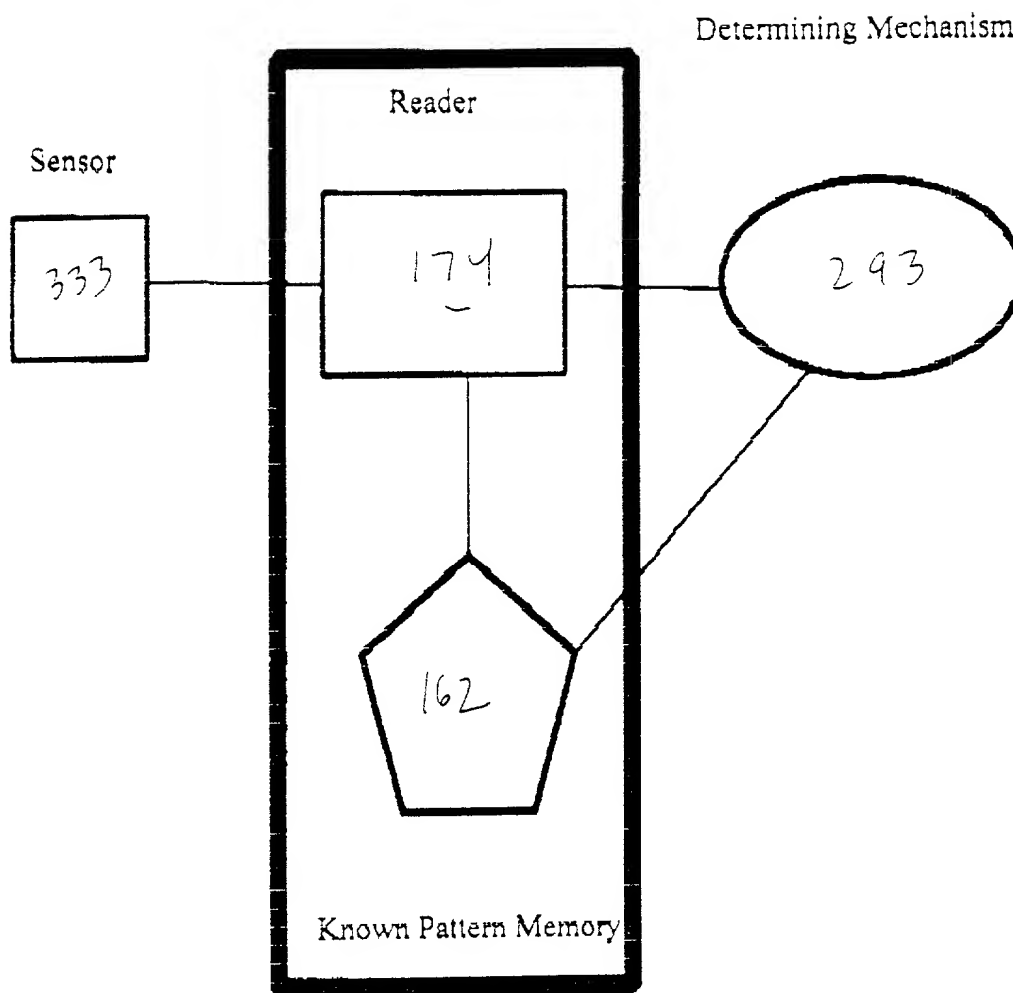 Determining Mechanism
Reader
Sensor
333
174
293
162
Known Pattern Memory